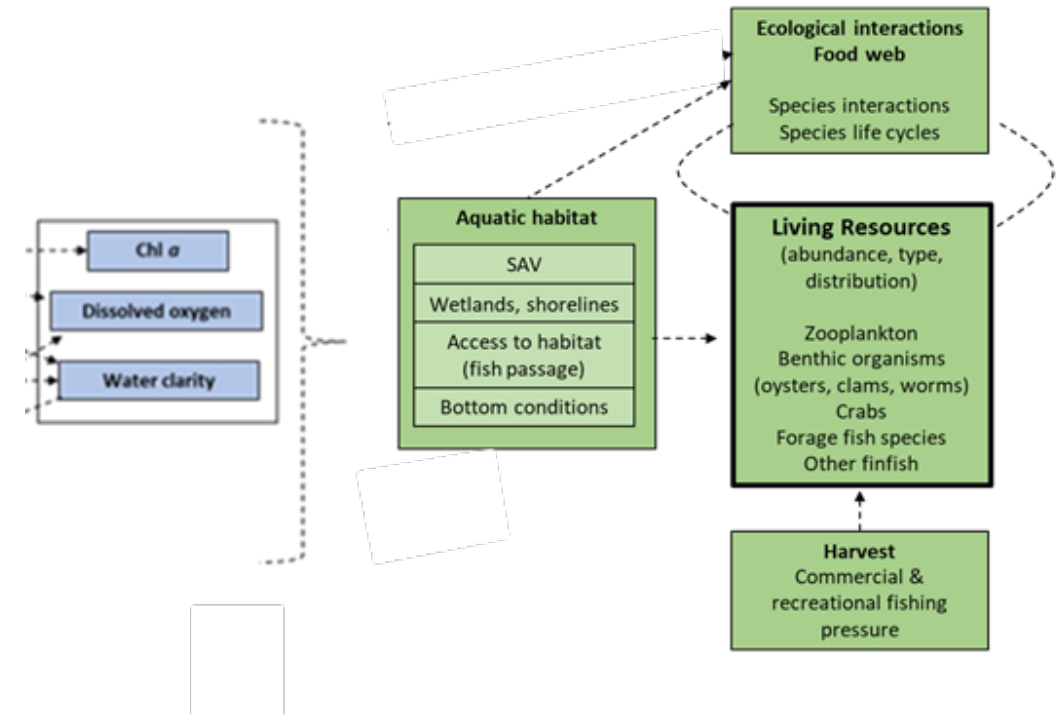 Chl a
Dissolved oxygen
Water clarity
Aquatic habitat
SAV
Wetlands, shorelines
Access to habitat
(fish passage)
Bottom conditions
Ecological interactions
Food web
Species interactions
Species life cycles
Living Resources
(abundance, type,
distribution)
Zooplankton
Benthic organisms
(oysters, clams, worms)
Crabs
Forage fish species
Other finfish
Harvest
Commercial &
recreational fishing
pressure